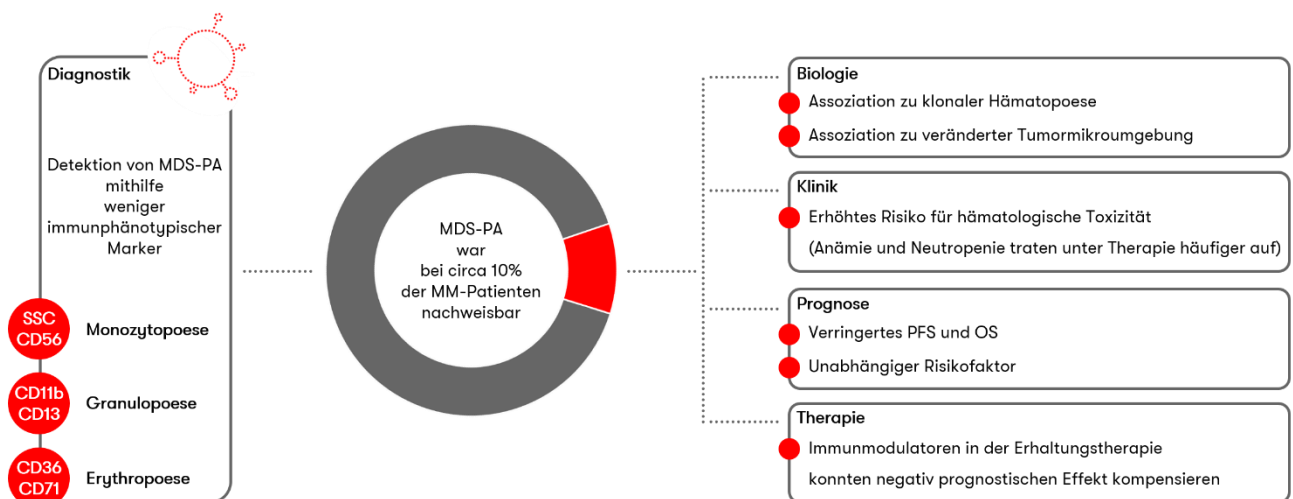 Diagnostik
Detektion von MDS-PA
mithilfe
weniger
immunphänotypischer
Marker
SSC
CD56
Monozytopoese
CD11b
CD13
Granulopoese
CD36
CD71
Erytropoese
MDS-PA
war
bei circa 10%
der MM-Patienten
nachweisbar
Biologie
Assoziation zu klonaler Hämatopoese
Assoziation zu veränderter Tumormikroumgebung
Klinik
Erhöhtes Risiko für hämatologische Toxizität
(Anämie und Neutropenie traten unter Therapie häufiger auf)
Prognose
Verringertes PFS und OS
Unabhängiger Risikofaktor
Therapie
Immunmodulatoren in der Erhaltungstherapie
konnten negativ prognostischen Effekt kompensieren